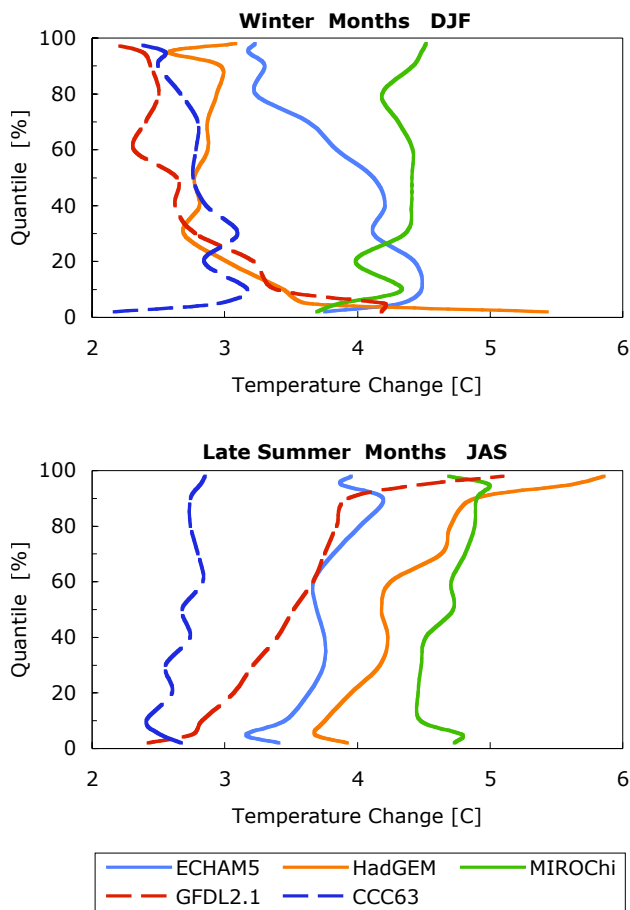 Winter Months DJF
100
80
60
40
20
0
Quantile [%]
2 3 4 5 6
Temperature Change [C]
Late Summer Months JAS
100
80
60
40
20
0
Quantile [%]
2 3 4 5 6
Temperature Change [C]
ECHAM5 HadGEM MIROChi
GFDL2.1 CCC63